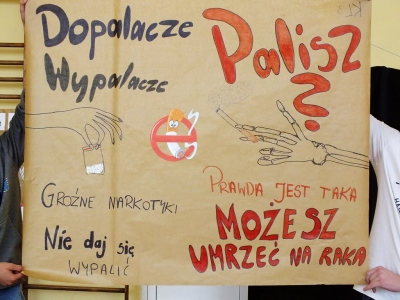 Dopalacze
Wypalacze
GROŹNE NARKOTYKI
Nie daj się
WYPALIĆ
Palisz
?
PRAWDA JEST TAKA
MOŻESZ
UMRZEĆ NA RAKA